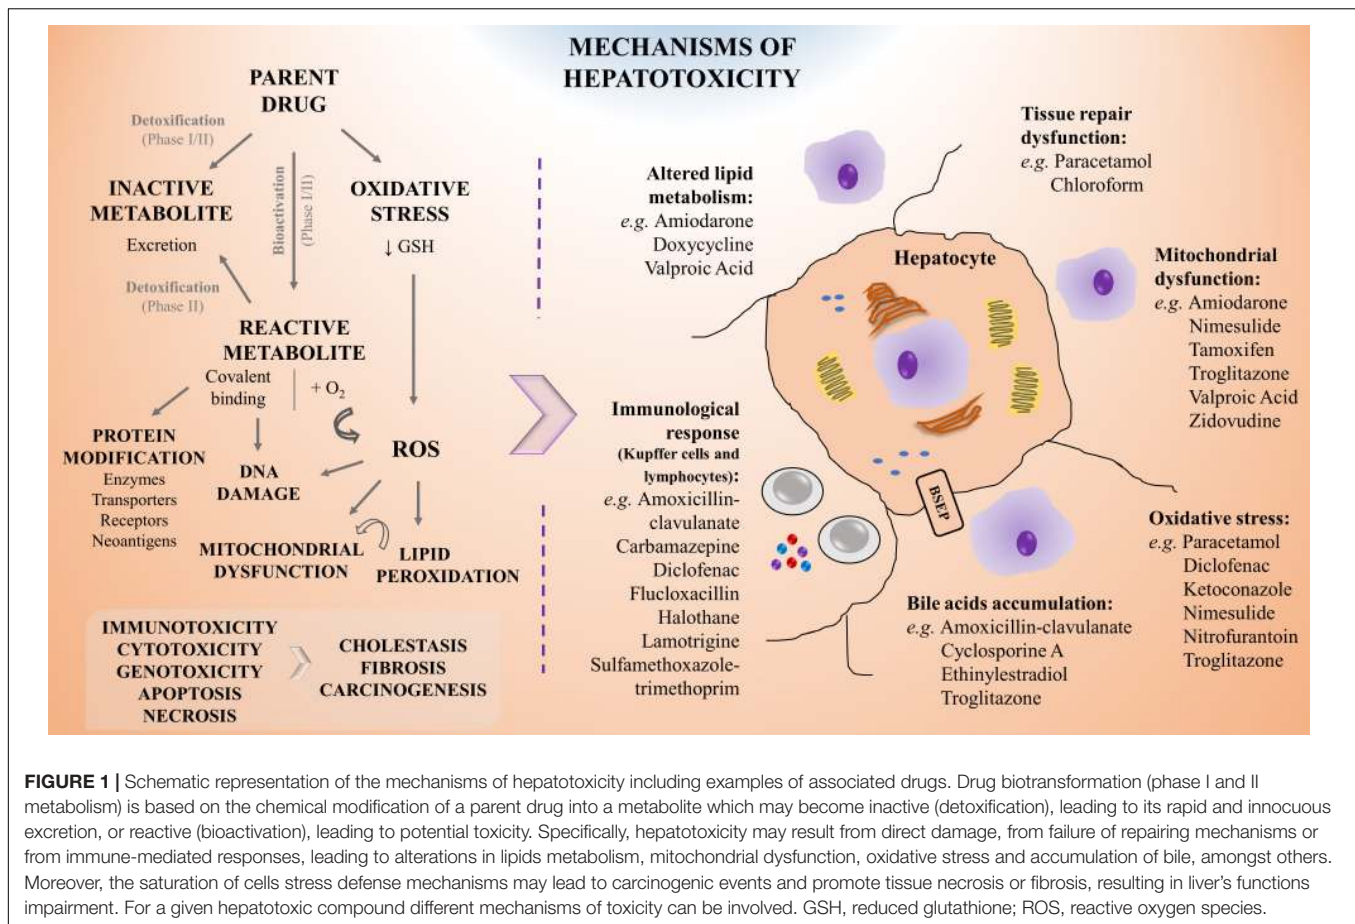 MECHANISMS OF
HEPATOTOXICITY
PARENT
DRUG
Detoxification
(Phase I/II)
INACTIVE
METABOLITE
Excretion
Bioactivation
(Phase I/II)
OXIDATIVE
STRESS
↓ GSH
Detoxification
(Phase II)
REACTIVE
METABOLITE
Covalent
binding
+ O₂
PROTEIN
MODIFICATION
Enzymes
Transporters
Receptors
Neoantigens
DNA
DAMAGE
ROS
MITOCHONDRIAL
DYSFUNCTION
LIPID
PEROXIDATION
IMMUNOTOXICITY
CYTOTOXICITY
GENOTOXICITY
APOPTOSIS
NECROSIS
CHOLESTASIS
FIBROSIS
CARCINOGENESIS
Altered lipid
metabolism:
e.g. Amiodarone
Doxycycline
Valproic Acid
Immunological
response
(Kupffer cells and
lymphocytes):
e.g. Amoxicillin-
clavulanate
Carbamazepine
Diclofenac
Flucloxacillin
Halothane
Lamotrigine
Sulfamethoxazole-
trimethoprim
Hepatocyte
BSEP
Tissue repair
dysfunction:
e.g. Paracetamol
Chloroform
Mitochondrial
dysfunction:
e.g. Amiodarone
Nimesulide
Tamoxifen
Troglitazone
Valproic Acid
Zidovudine
Oxidative stress:
e.g. Paracetamol
Diclofenac
Ketoconazole
Nimesulide
Nitrofurantoin
Troglitazone
Bile acids accumulation:
e.g. Amoxicillin-clavulanate
Cyclosporine A
Ethinylestradiol
Troglitazone
FIGURE 1 | Schematic representation of the mechanisms of hepatotoxicity including examples of associated drugs. Drug biotransformation (phase I and II
metabolism) is based on the chemical modification of a parent drug into a metabolite which may become inactive (detoxification), leading to its rapid and innocuous
excretion, or reactive (bioactivation), leading to potential toxicity. Specifically, hepatotoxicity may result from direct damage, from failure of repairing mechanisms or
from immune-mediated responses, leading to alterations in lipids metabolism, mitochondrial dysfunction, oxidative stress and accumulation of bile, amongst others.
Moreover, the saturation of cells stress defense mechanisms may lead to carcinogenic events and promote tissue necrosis or fibrosis, resulting in liver's functions
impairment. For a given hepatotoxic compound different mechanisms of toxicity can be involved. GSH, reduced glutathione; ROS, reactive oxygen species.